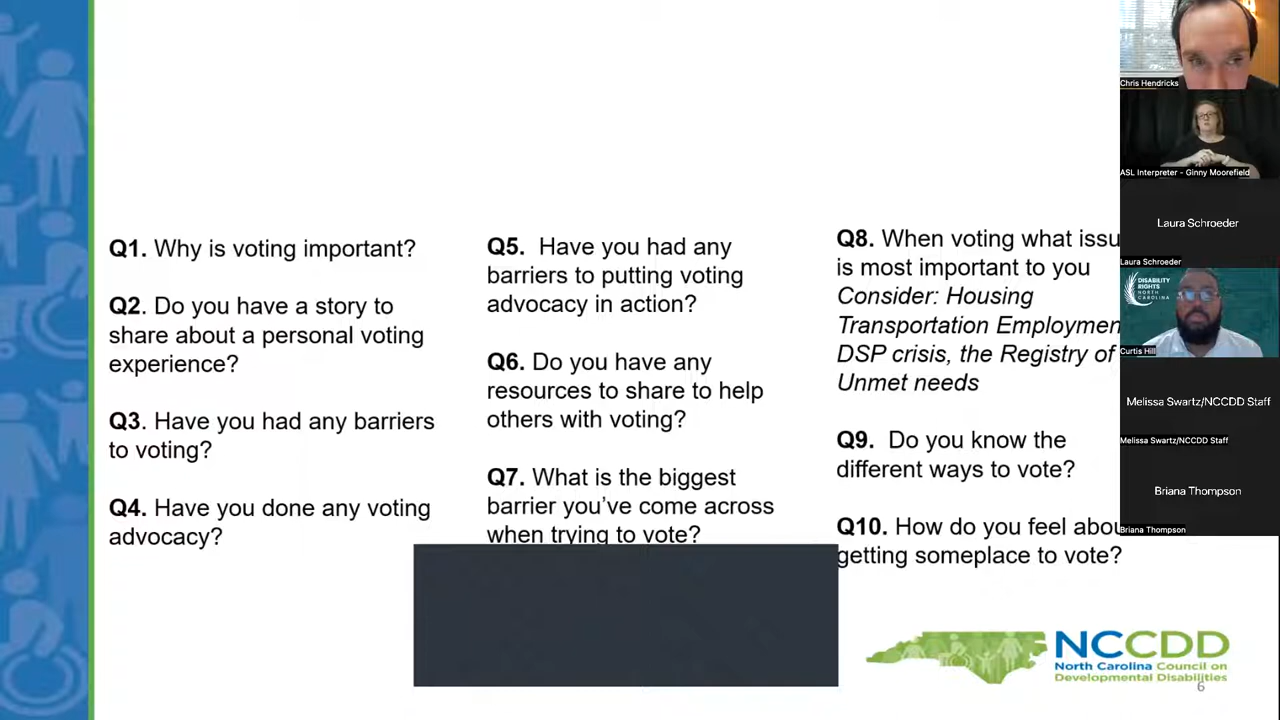 Q1. Why is voting important?
Q2. Do you have a story to
share about a personal voting
experience?
Q3. Have you had any barriers
to voting?
Q4. Have you done any voting
advocacy?
Q5. Have you had any
barriers to putting voting
advocacy in action?
Q6. Do you have any
resources to share to help
others with voting?
Q7. What is the biggest
barrier you've come across
when trying to vote?
Q8. When voting what issu
is most important to you
Consider: Housing
Transportation Employmen
DSP crisis, the Registry of
Unmet needs
Q9. Do you know the
different ways to vote?
Q10. How do you feel abou
getting someplace to vote?
NCCDD
North Carolina Council on
Developmental Disabilities
6
Chris Hendricks
ASL Interpreter - Ginny Moorefield
Laura Schroeder
Laura Schroeder
DISABILITY
RIGHTS
NORTH
CAROLINA
Curtis Hill
Melissa Swartz/NCCDD Staff
Melissa Swartz/NCCDD Staff
Briana Thompson
Briana Thompson